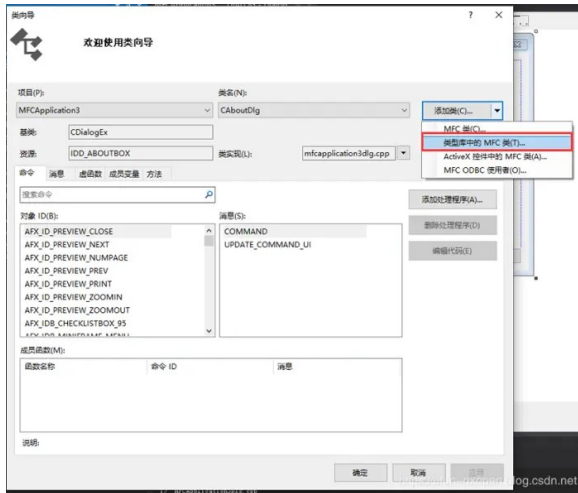 类向导
? ×
欢迎使用类向导
项目(P):
类名(N):
MFCApplication3
CAboutDlg
添加类(C)...
MFC 类(C)...
类型库中的 MFC 类(T)...
ActiveX 控件中的 MFC 类(A)...
MFC ODBC 使用者(O)...
基类:
CDialogEx
资源:
IDD_ABOUTBOX
类实现(L):
mfcapplication3dlg.cpp
命令 消息 虚函数 成员变量 方法
搜索命令
添加处理程序(A)...
删除处理程序(D)
编辑代码(E)
对象 ID(B):
消息(S):
AFX_ID_PREVIEW_CLOSE
AFX_ID_PREVIEW_NEXT
AFX_ID_PREVIEW_NUMPAGE
AFX_ID_PREVIEW_PREV
AFX_ID_PREVIEW_PRINT
AFX_ID_PREVIEW_ZOOMIN
AFX_ID_PREVIEW_ZOOMOUT
AFX_IDB_CHECKLISTBOX_95
COMMAND
UPDATE_COMMAND_UI
成员函数(M):
函数名称 命令 ID 消息
说明:
确定 取消 应用
log.csdn.net